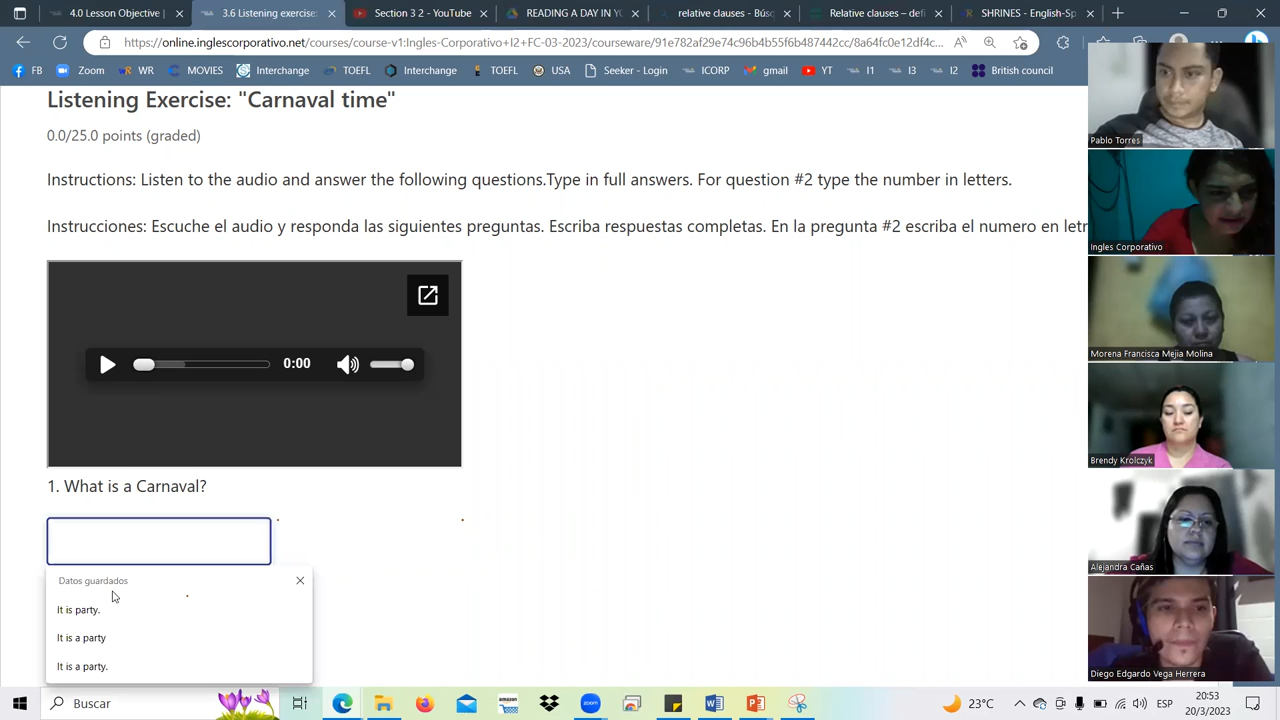 4.0 Lesson Objective:
3.6 Listening exercise:
Section 3 2 - YouTube
READING A DAY IN YO
relative clauses - Búsq
Relative clauses – defi
SHRINES - English-Sp
https://online.inglescorporativo.net/courses/course-v1:Ingles-Corporativo+I2+FC-03-2023/courseware/91e782af29e74c96b4b55f6b487442cc/8a64fc0e12df4c...
FB
Zoom
WR
MOVIES
Interchange
TOEFL
Interchange
TOEFL
USA
Seeker - Login
ICORP
gmail
YT
I1
I3
I2
British council
Listening Exercise: "Carnaval time"
0.0/25.0 points (graded)
Instructions: Listen to the audio and answer the following questions.Type in full answers. For question #2 type the number in letters.
Instrucciones: Escuche el audio y responda las siguientes preguntas. Escriba respuestas completas. En la pregunta #2 escriba el numero en letr
0:00
1. What is a Carnaval?
Datos guardados
It is party.
It is a party
It is a party.
Pablo Torres
Ingles Corporativo
Morena Francisca Mejia Molina
Brendy Krolczyk
Alejandra Cañas
Diego Edgardo Vega Herrera
Buscar
23°C
ESP
20:53
20/3/2023